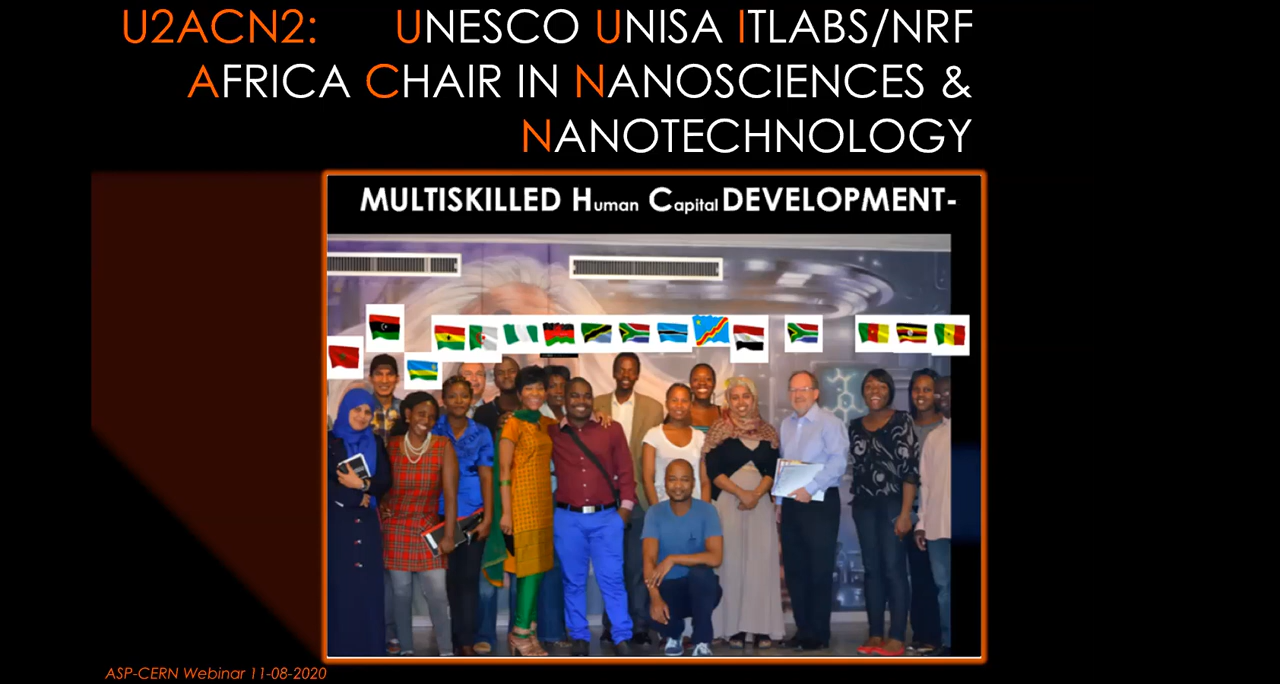 U2ACN2: UNESCO UNISA ITLABS/NRF
AFRICA CHAIR IN NANOSCIENCES &
NANOTECHNOLOGY
MULTISKILLED Human Capital DEVELOPMENT-
ASP-CERN Webinar 11-08-2020